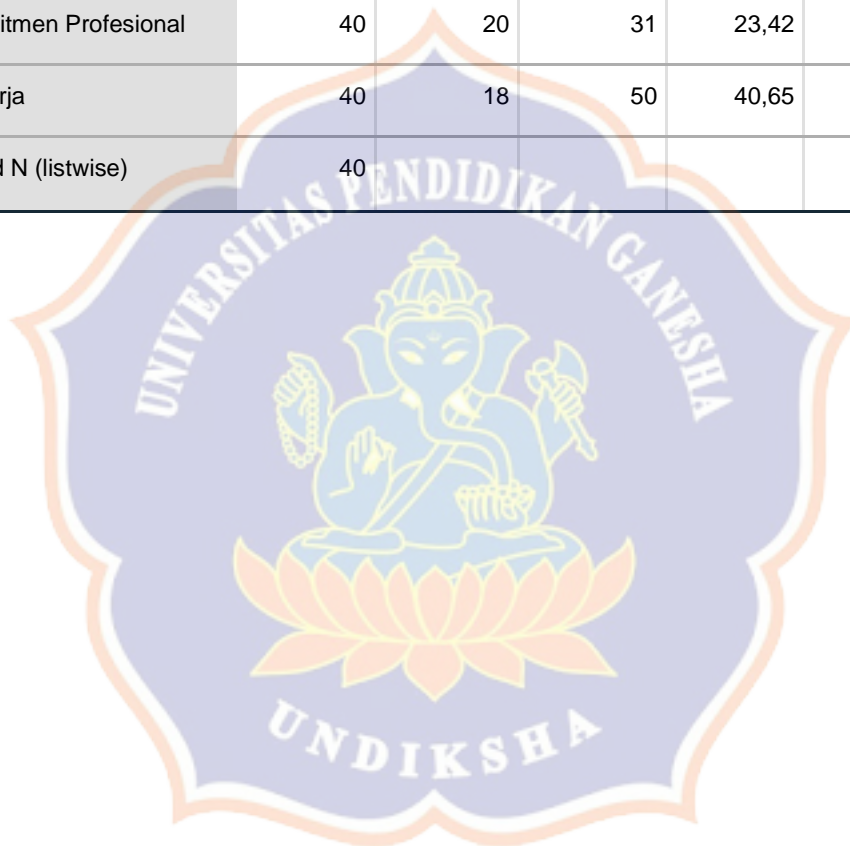 itmen Profesional 40 20 31 23,42
rja 40 18 50 40,65
d N (listwise) 40
UNIVERSITAS PENDIDIKAN GANESHA
UNDIKSHA